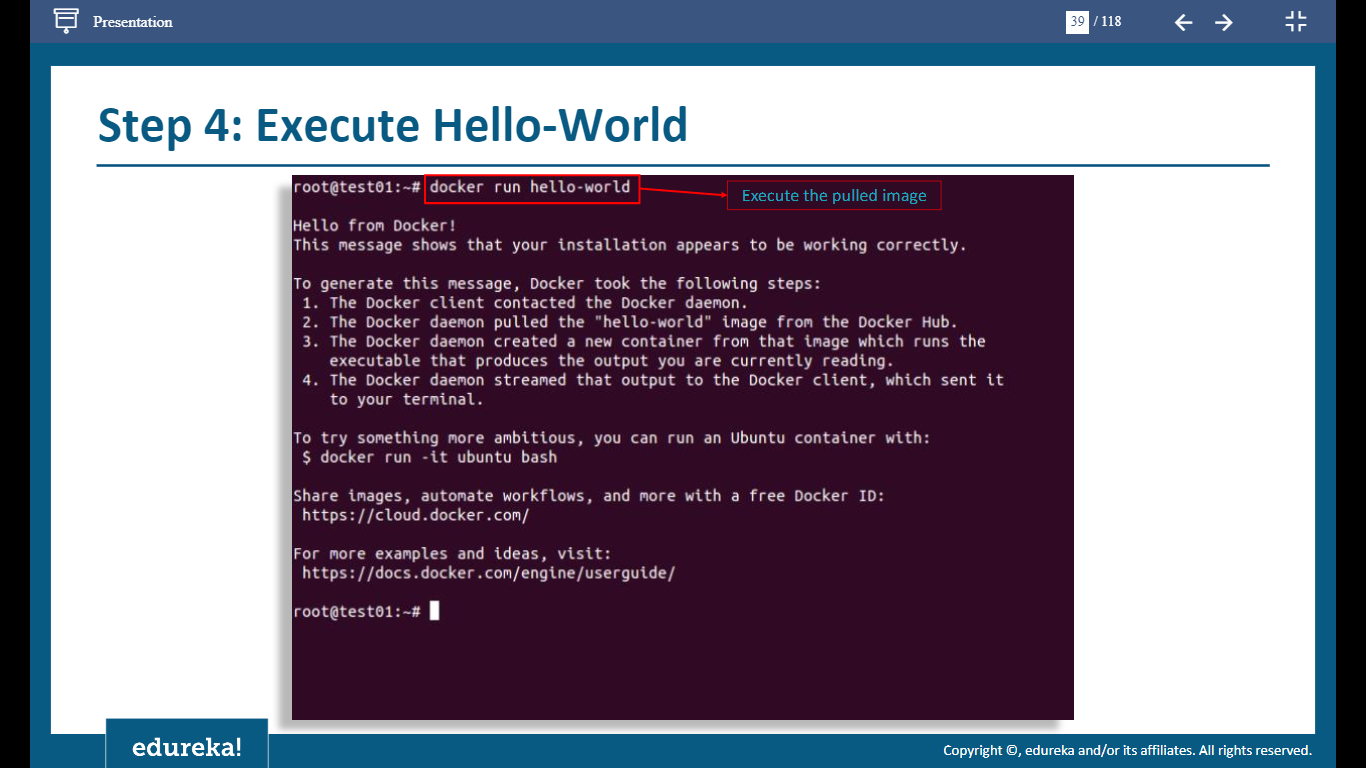 Presentation
39 / 118
Step 4: Execute Hello-World
root@test01:~# docker run hello-world
Execute the pulled image
Hello from Docker!
This message shows that your installation appears to be working correctly.
To generate this message, Docker took the following steps:
1. The Docker client contacted the Docker daemon.
2. The Docker daemon pulled the "hello-world" image from the Docker Hub.
3. The Docker daemon created a new container from that image which runs the
executable that produces the output you are currently reading.
4. The Docker daemon streamed that output to the Docker client, which sent it
to your terminal.
To try something more ambitious, you can run an Ubuntu container with:
$ docker run -it ubuntu bash
Share images, automate workflows, and more with a free Docker ID:
https://cloud.docker.com/
For more examples and ideas, visit:
https://docs.docker.com/engine/userguide/
root@test01:~#
edureka!
Copyright ©, edureka and/or its affiliates. All rights reserved.